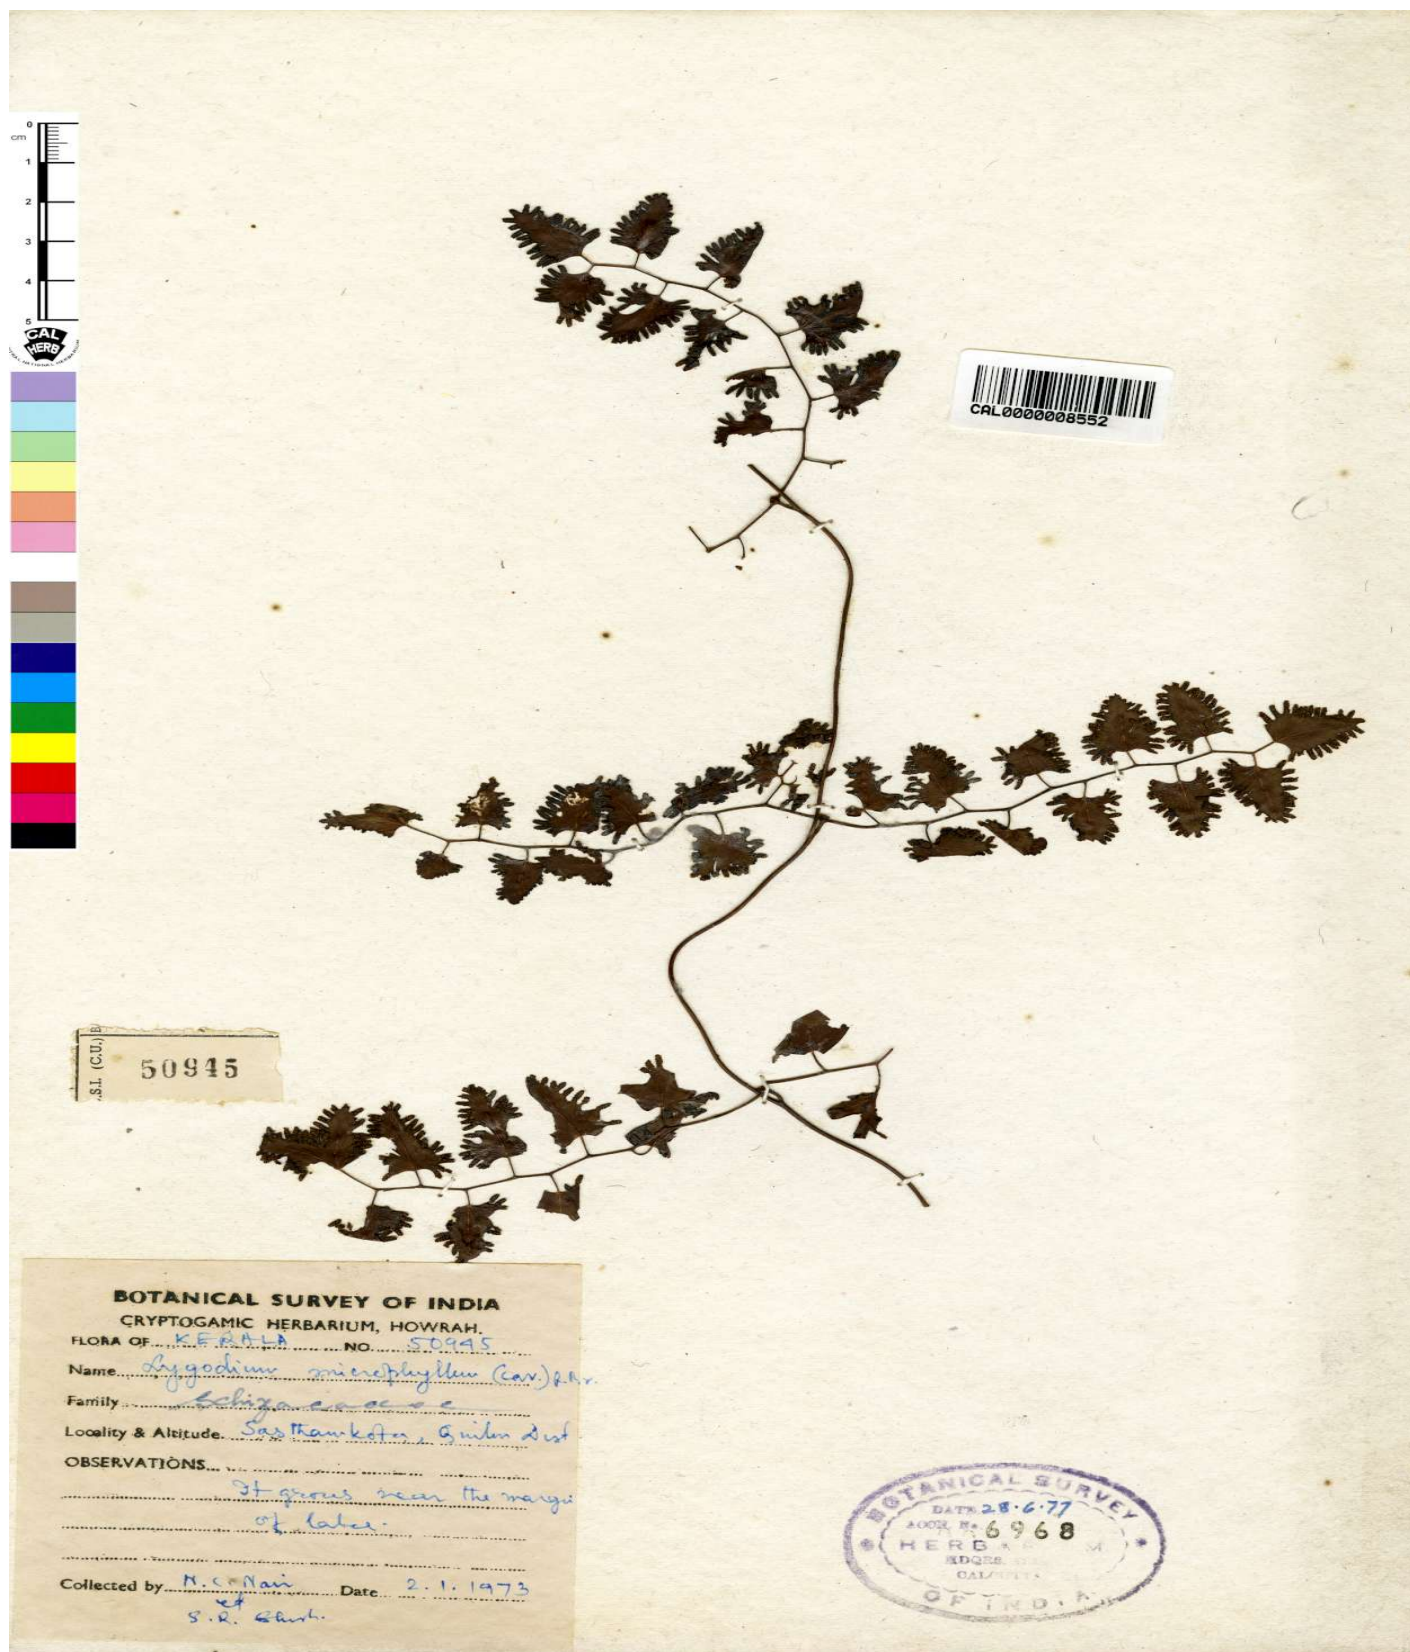 0
cm
1
2
3
4
5
CAL
HERB
CAL0000008552
.S.I. (C.U.) B
50945
BOTANICAL SURVEY OF INDIA
CRYPTOGAMIC HERBARIUM, HOWRAH.
FLORA OF KERALA NO. 50945
Name Lygodium microphyllum (Cav.) R.Br.
Family Schizaeaceae
Locality & Altitude. Sasthamkota, Quilon Dist
OBSERVATIONS
It grows near the margin
of lake.
Collected by N.C. Nair Date 2.1.1973
et
S.R. Ghosh.
BOTANICAL SURVEY
DATE 28.6.77
ACCR. No 6968
HERBARIUM
HDQRS.
CALCUTTA
OF INDIA